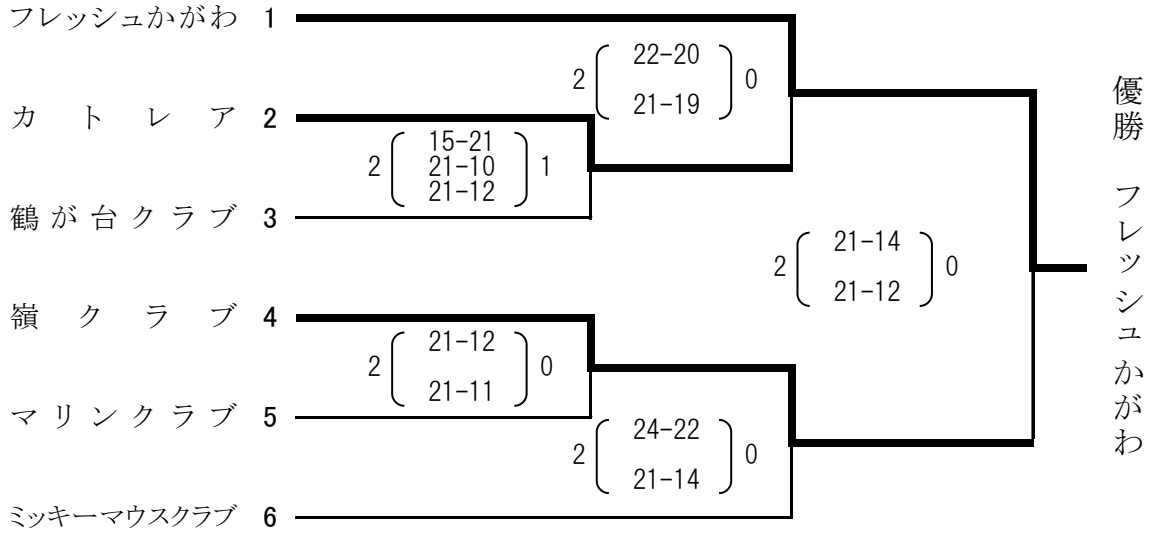 フレッシュかがわ 1
2 22-20 0
21-19
カトレア 2
2 15-21 1
21-10
21-12
鶴が台クラブ 3
2 21-14 0
21-12
嶺クラブ 4
2 21-12 0
21-11
マリンクラブ 5
2 24-22 0
21-14
ミッキーマウスクラブ 6
優勝 フレッシュかがわ